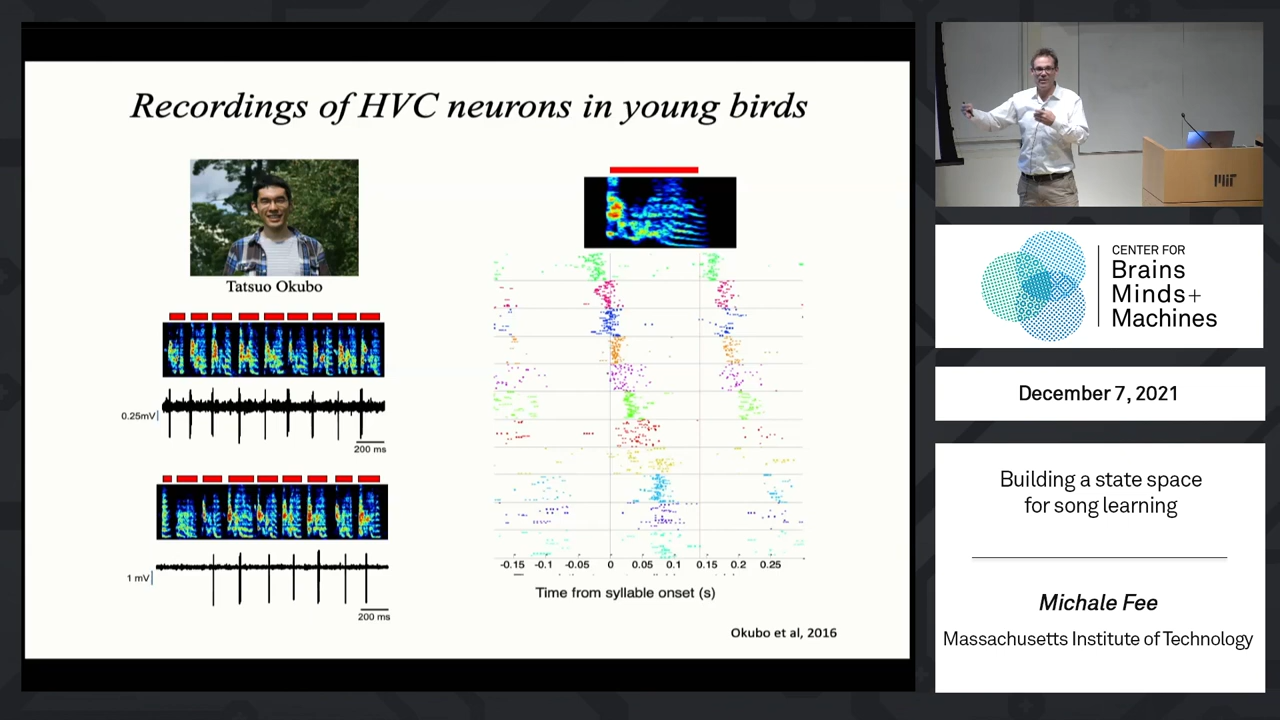 Recordings of HVC neurons in young birds
Tatsuo Okubo
0.25mV
200 ms
1 mV
200 ms
-0.15 -0.1 -0.05 0 0.05 0.1 0.15 0.2 0.25
Time from syllable onset (s)
Okubo et al, 2016
MIT
CENTER FOR
Brains
Minds+
Machines
December 7, 2021
Building a state space
for song learning
Michale Fee
Massachusetts Institute of Technology